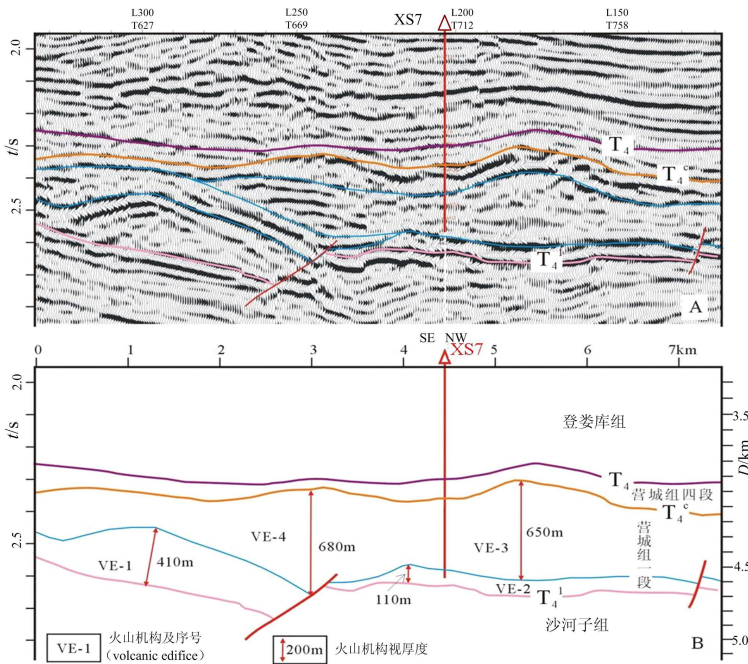 L300 L250 XS7 L200 L150
T627 T669 T712 T758
2.0
t/s
2.5
T₄
T₄ᶜ
T₄
A
SE NW
XS7
0 1 2 3 4 5 6 7km
2.0
t/s
2.5
登娄库组
3.5
D/km
4.5
5.0
T₄
营城组四段
T₄ᶜ
营城组一段
VE-4
VE-1
410m
680m
VE-3
650m
110m
VE-2
T₄¹
沙河子组
B
VE-1 火山机构及序号
(volcanic edifice)
200m 火山机构视厚度